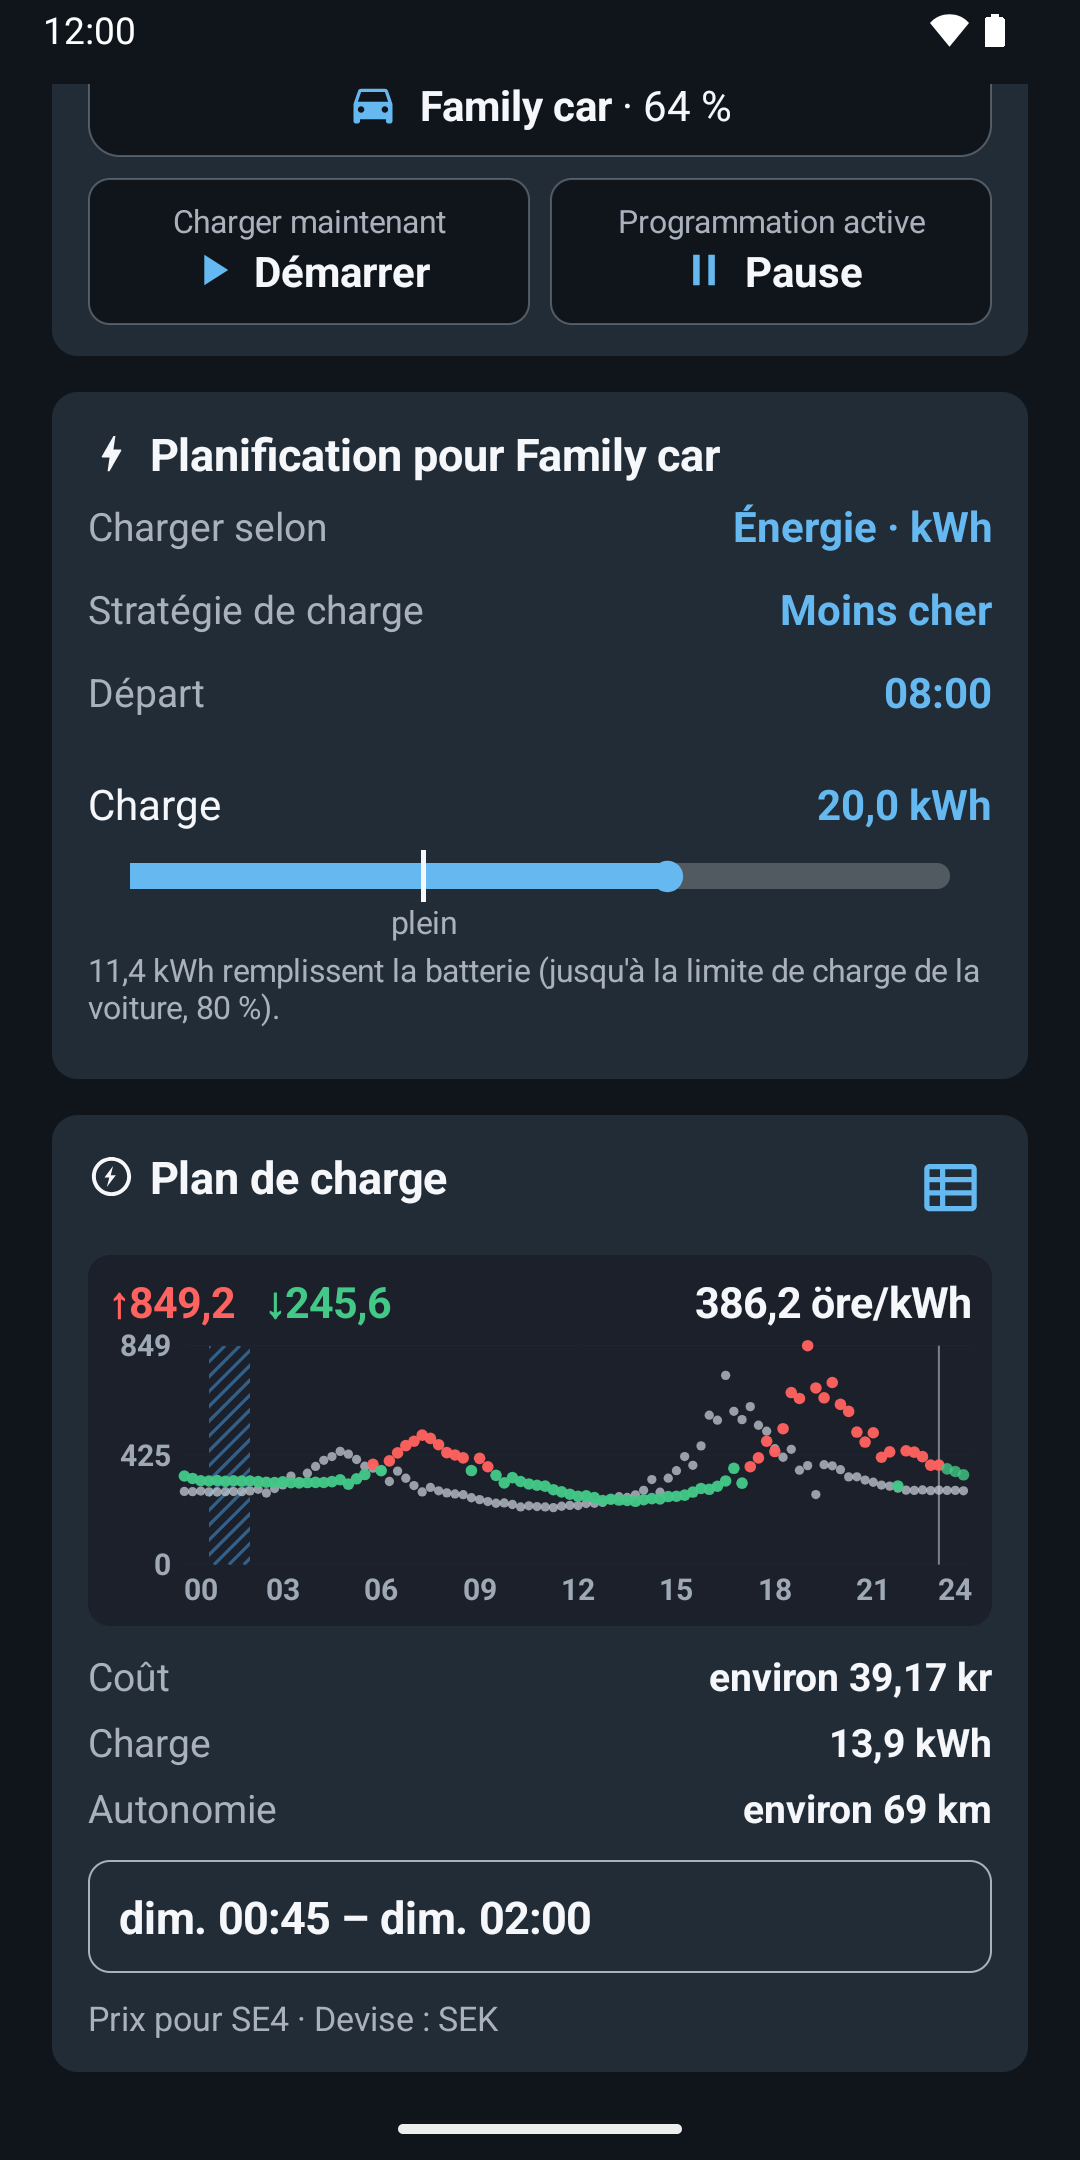 12:00
Family car · 64 %
Charger maintenant
Démarrer
Programmation active
Pause
Planification pour Family car
Charger selon
Énergie · kWh
Stratégie de charge
Moins cher
Départ
08:00
Charge
20,0 kWh
plein
11,4 kWh remplissent la batterie (jusqu'à la limite de charge de la
voiture, 80 %).
Plan de charge
↑849,2 ↓245,6
386,2 öre/kWh
849
425
0
00 03 06 09 12 15 18 21 24
Coût
environ 39,17 kr
Charge
13,9 kWh
Autonomie
environ 69 km
dim. 00:45 – dim. 02:00
Prix pour SE4 · Devise : SEK